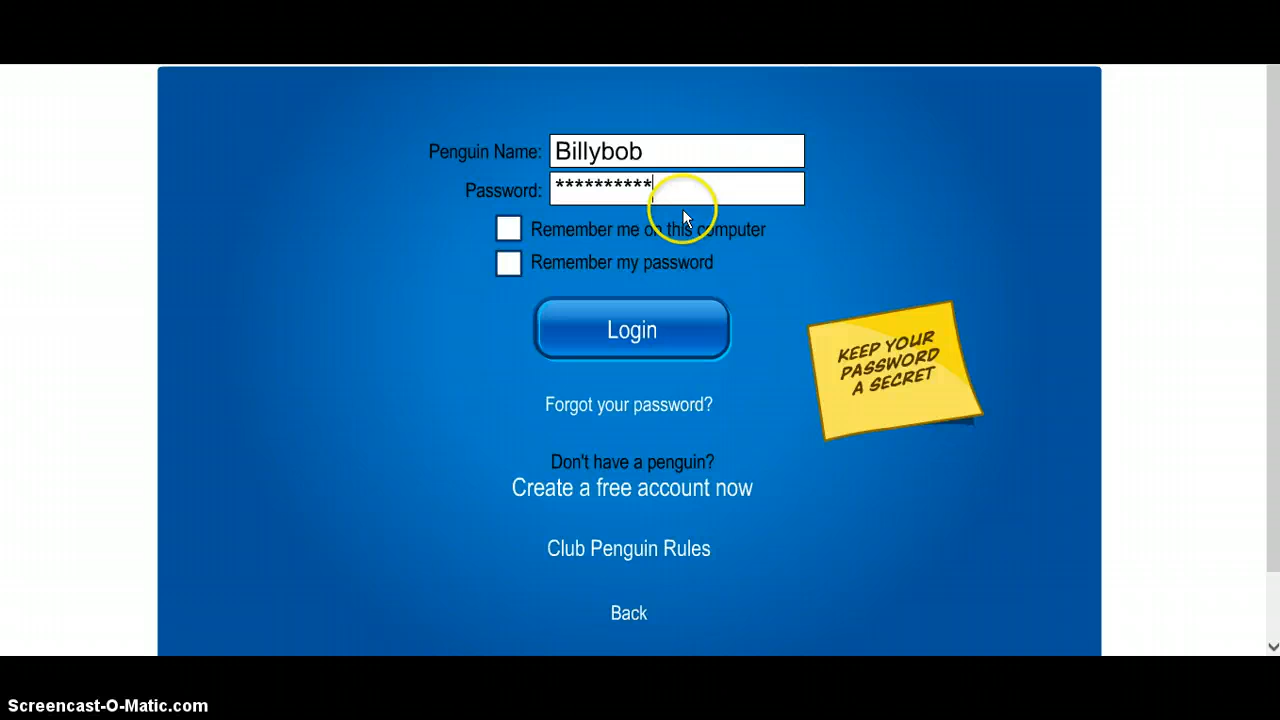 Penguin Name: Billybob
Password: **********
Remember me on this computer
Remember my password
Login
KEEP YOUR
PASSWORD
A SECRET
Forgot your password?
Don't have a penguin?
Create a free account now
Club Penguin Rules
Back
Screencast-O-Matic.com